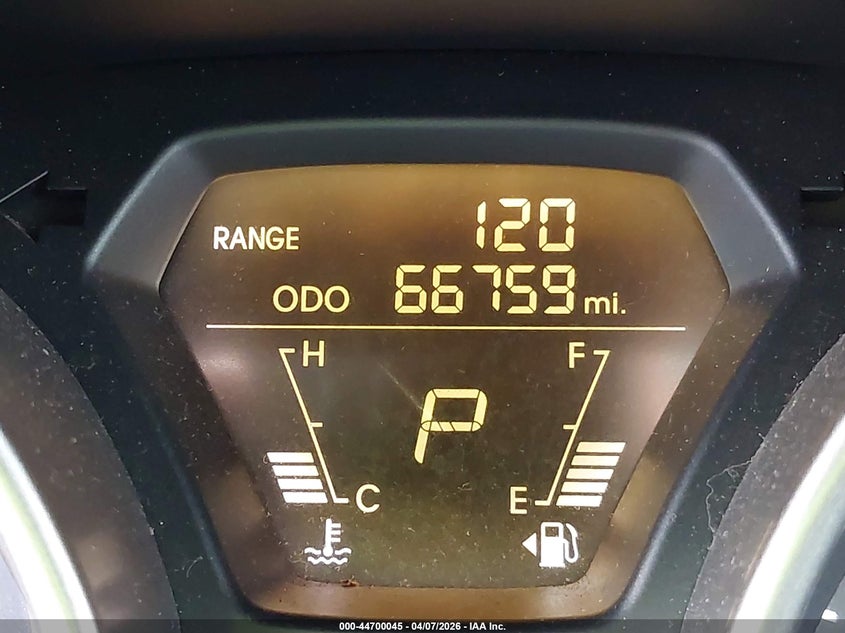 RANGE 120
ODO 66759 mi.
H F
P
C E
000-44700045 - 04/07/2026 - IAA Inc.